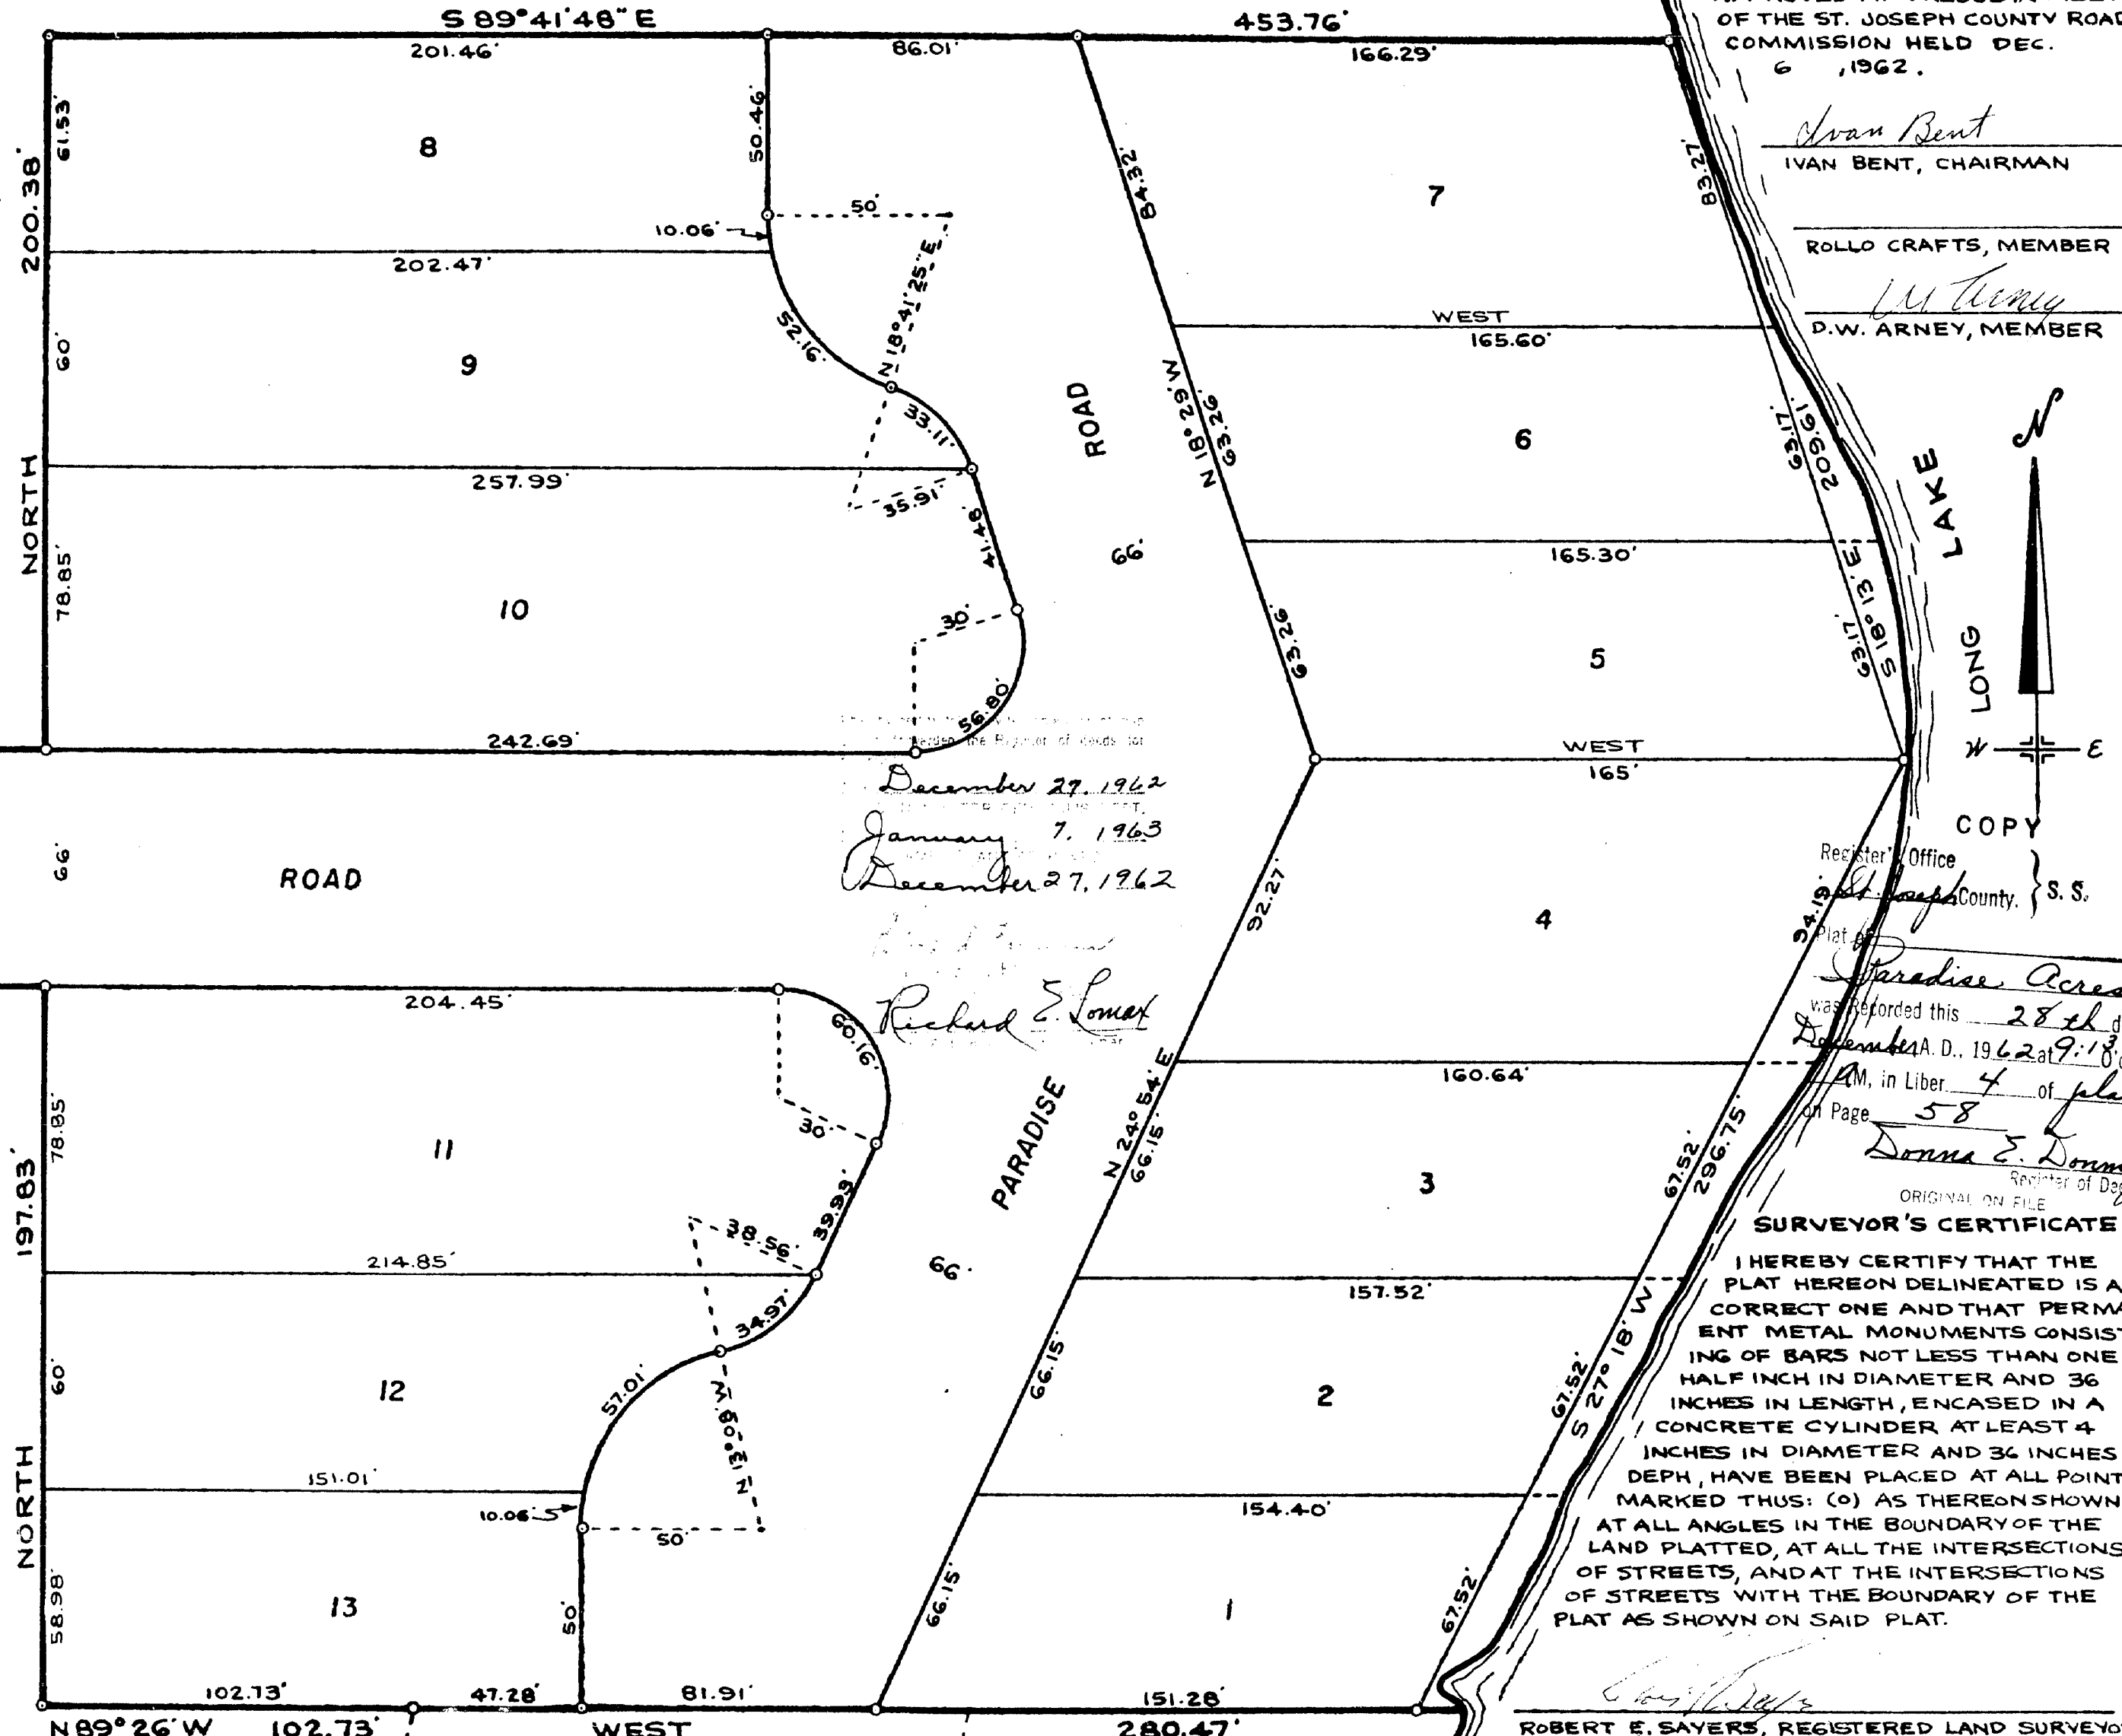 S 89°41'48" E
453.76'
201.46'
86.01'
166.29'
OF THE ST. JOSEPH COUNTY ROAD
COMMISSION HELD DEC.
6 , 1962.
Ivan Bent
IVAN BENT, CHAIRMAN
ROLLO CRAFTS, MEMBER
D.W. ARNEY, MEMBER
NORTH
200.38'
61.53'
8
50.46'
50'
10.06'
202.47'
N 18°41'25" E
52.16'
60'
9
33.11'
257.99'
35.91'
41.48'
78.85'
10
30'
56.80'
242.69'
84.32'
7
83.27'
WEST
165.60'
N 18° 29' W
63.26'
6
63.17'
209.61'
165.30'
63.26'
5
63.17'
S 18° 13' E
WEST
165'
ROAD
66'
LONG LAKE
N
W
E
66'
ROAD
December 27, 1962
January 7, 1963
December 27, 1962
Richard E. Lomax
COPY
Register's Office
St. Joseph County. } S. S.
Plat of
Paradise Acres
was Recorded this 28th d
December A. D., 1962 at 9:13 O'c
AM, in Liber 4 of pla
on Page 58
Donna E.
ORIGINAL ON FILE
92.27'
4
94.19'
160.64'
N 24° 54' E
66.15'
3
67.52'
296.75'
157.52'
66.15'
2
67.52'
S 27° 18' W
154.40'
66.15'
1
67.52'
PARADISE
66'
204.45'
60.16'
30'
NORTH
197.83'
78.85'
11
39.93'
38.56'
214.85'
34.97'
60'
12
57.01'
N 13° 08' W
151.01'
10.06'
50'
58.98'
13
50'
102.73'
47.28'
81.91'
151.28'
N 89° 26' W
102.73'
WEST
280.47'
SURVEYOR'S CERTIFICATE
I HEREBY CERTIFY THAT THE
PLAT HEREON DELINEATED IS A
CORRECT ONE AND THAT PERMA
ENT METAL MONUMENTS CONSIST
ING OF BARS NOT LESS THAN ONE
HALF INCH IN DIAMETER AND 36
INCHES IN LENGTH, ENCASED IN A
CONCRETE CYLINDER AT LEAST 4
INCHES IN DIAMETER AND 36 INCHES
DEPH, HAVE BEEN PLACED AT ALL POINT
MARKED THUS: (O) AS THEREON SHOWN
AT ALL ANGLES IN THE BOUNDARY OF THE
LAND PLATTED, AT ALL THE INTERSECTIONS
OF STREETS, AND AT THE INTERSECTIONS
OF STREETS WITH THE BOUNDARY OF THE
PLAT AS SHOWN ON SAID PLAT.
ROBERT E. SAYERS, REGISTERED LAND SURVEYO